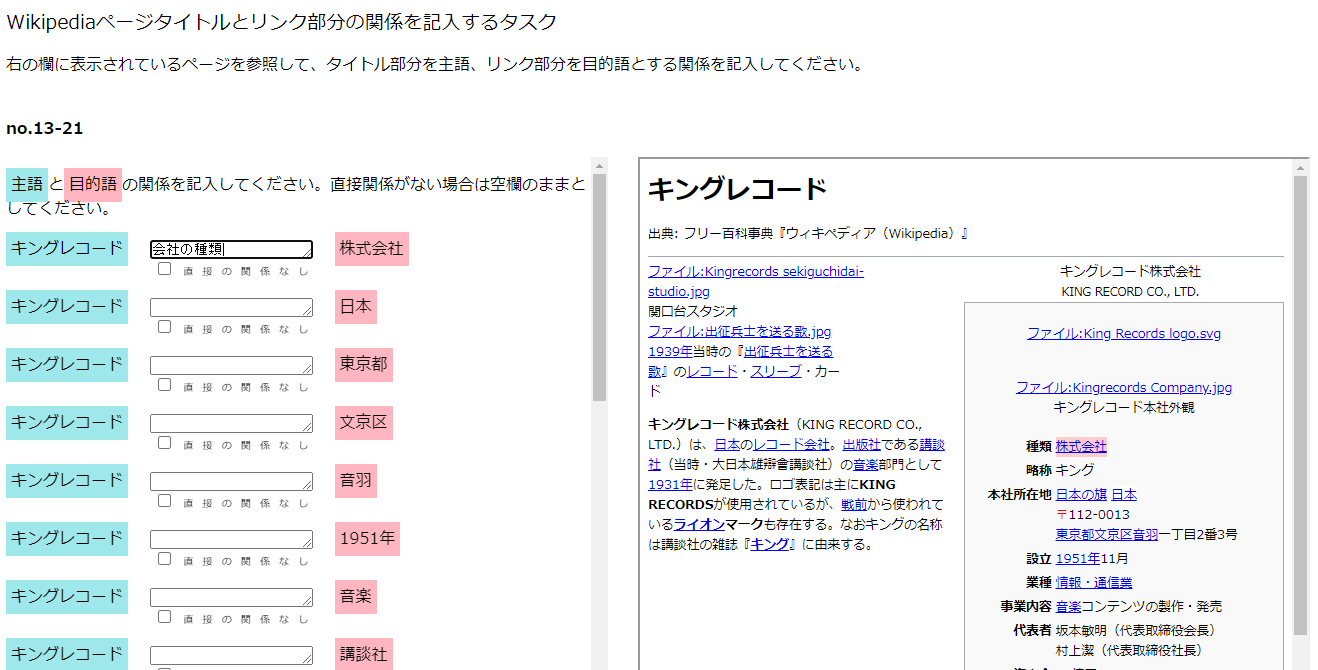 Wikipediaページタイトルとリンク部分の関係を記入するタスク
右の欄に表示されているページを参照して、タイトル部分を主語、リンク部分を目的語とする関係を記入してください。
no.13-21
主語 と 目的語 の関係を記入してください。直接関係がない場合は空欄のままと
してください。
キングレコード 会社の種類 株式会社
直接の関係なし
キングレコード 日本
直接の関係なし
キングレコード 東京都
直接の関係なし
キングレコード 文京区
直接の関係なし
キングレコード 音羽
直接の関係なし
キングレコード 1951年
直接の関係なし
キングレコード 音楽
直接の関係なし
キングレコード 講談社
キングレコード
出典: フリー百科事典『ウィキペディア（Wikipedia）』
ファイル:Kingrecords sekiguchidai-
studio.jpg
関口台スタジオ
ファイル:出征兵士を送る歌.jpg
1939年当時の『出征兵士を送る
歌』のレコード・スリーブ・カー
ド
キングレコード株式会社（KING RECORD CO.,
LTD.）は、日本のレコード会社。出版社である講談
社（当時・大日本雄辯會講談社）の音楽部門として
1931年に発足した。ロゴ表記は主にKING
RECORDSが使用されているが、戦前から使われて
いるライオンマークも存在する。なおキングの名称
は講談社の雑誌『キング』に由来する。
キングレコード株式会社
KING RECORD CO., LTD.
ファイル:King Records logo.svg
ファイル:Kingrecords Company.jpg
キングレコード本社外観
種類 株式会社
略称 キング
本社所在地 日本の旗 日本
〒112-0013
東京都文京区音羽一丁目2番3号
設立 1951年11月
業種 情報・通信業
事業内容 音楽コンテンツの製作・発売
代表者 坂本敏明（代表取締役会長）
村上潔（代表取締役社長）